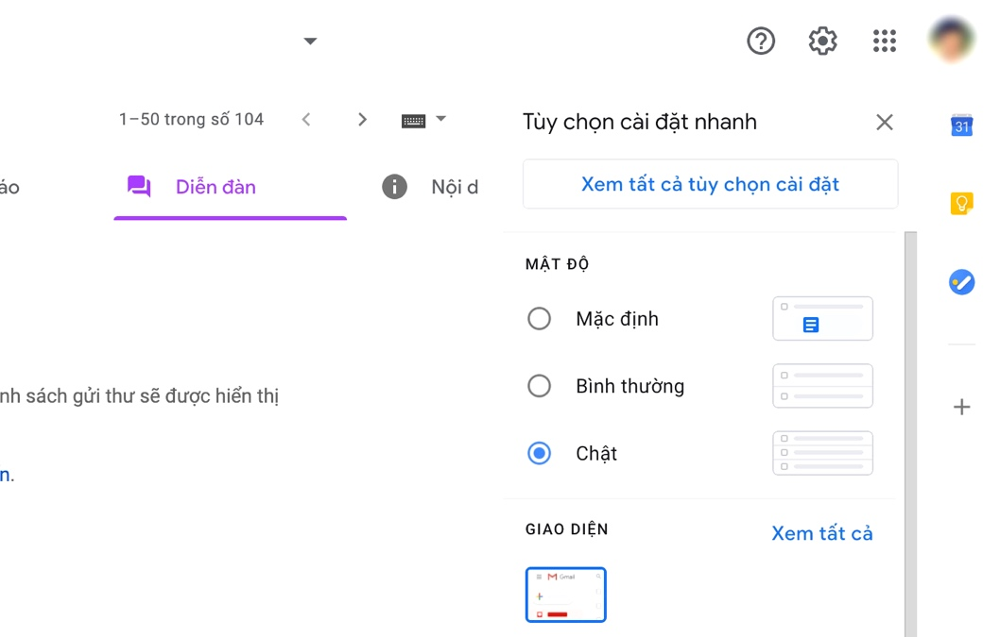 1–50 trong số 104
Tùy chọn cài đặt nhanh
Xem tất cả tùy chọn cài đặt
áo
Diễn đàn
Nội d
MẬT ĐỘ
Mặc định
Bình thường
Chật
nh sách gửi thư sẽ được hiển thị
n.
GIAO DIỆN
Xem tất cả
Gmail
31